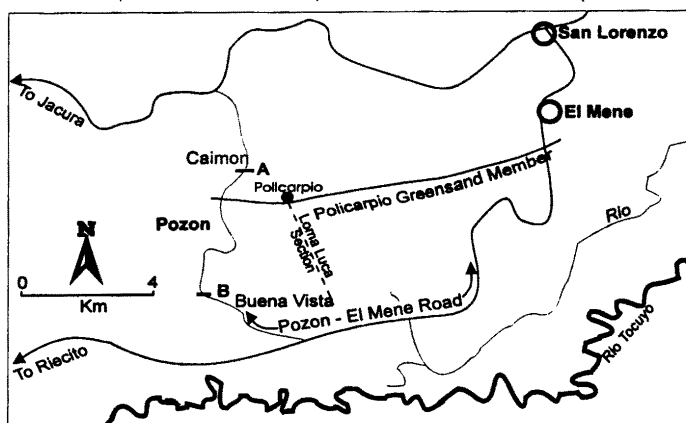 San Lorenzo
El Mene
To Jacura
Caimon
A
Policarpio
Policarpio Greensand Member
Pozon
Loma Luca
Section
Rio
N
0 4
Km
B
Buena Vista
Pozon - El Mene Road
Rio Tocuyo
To Riecito